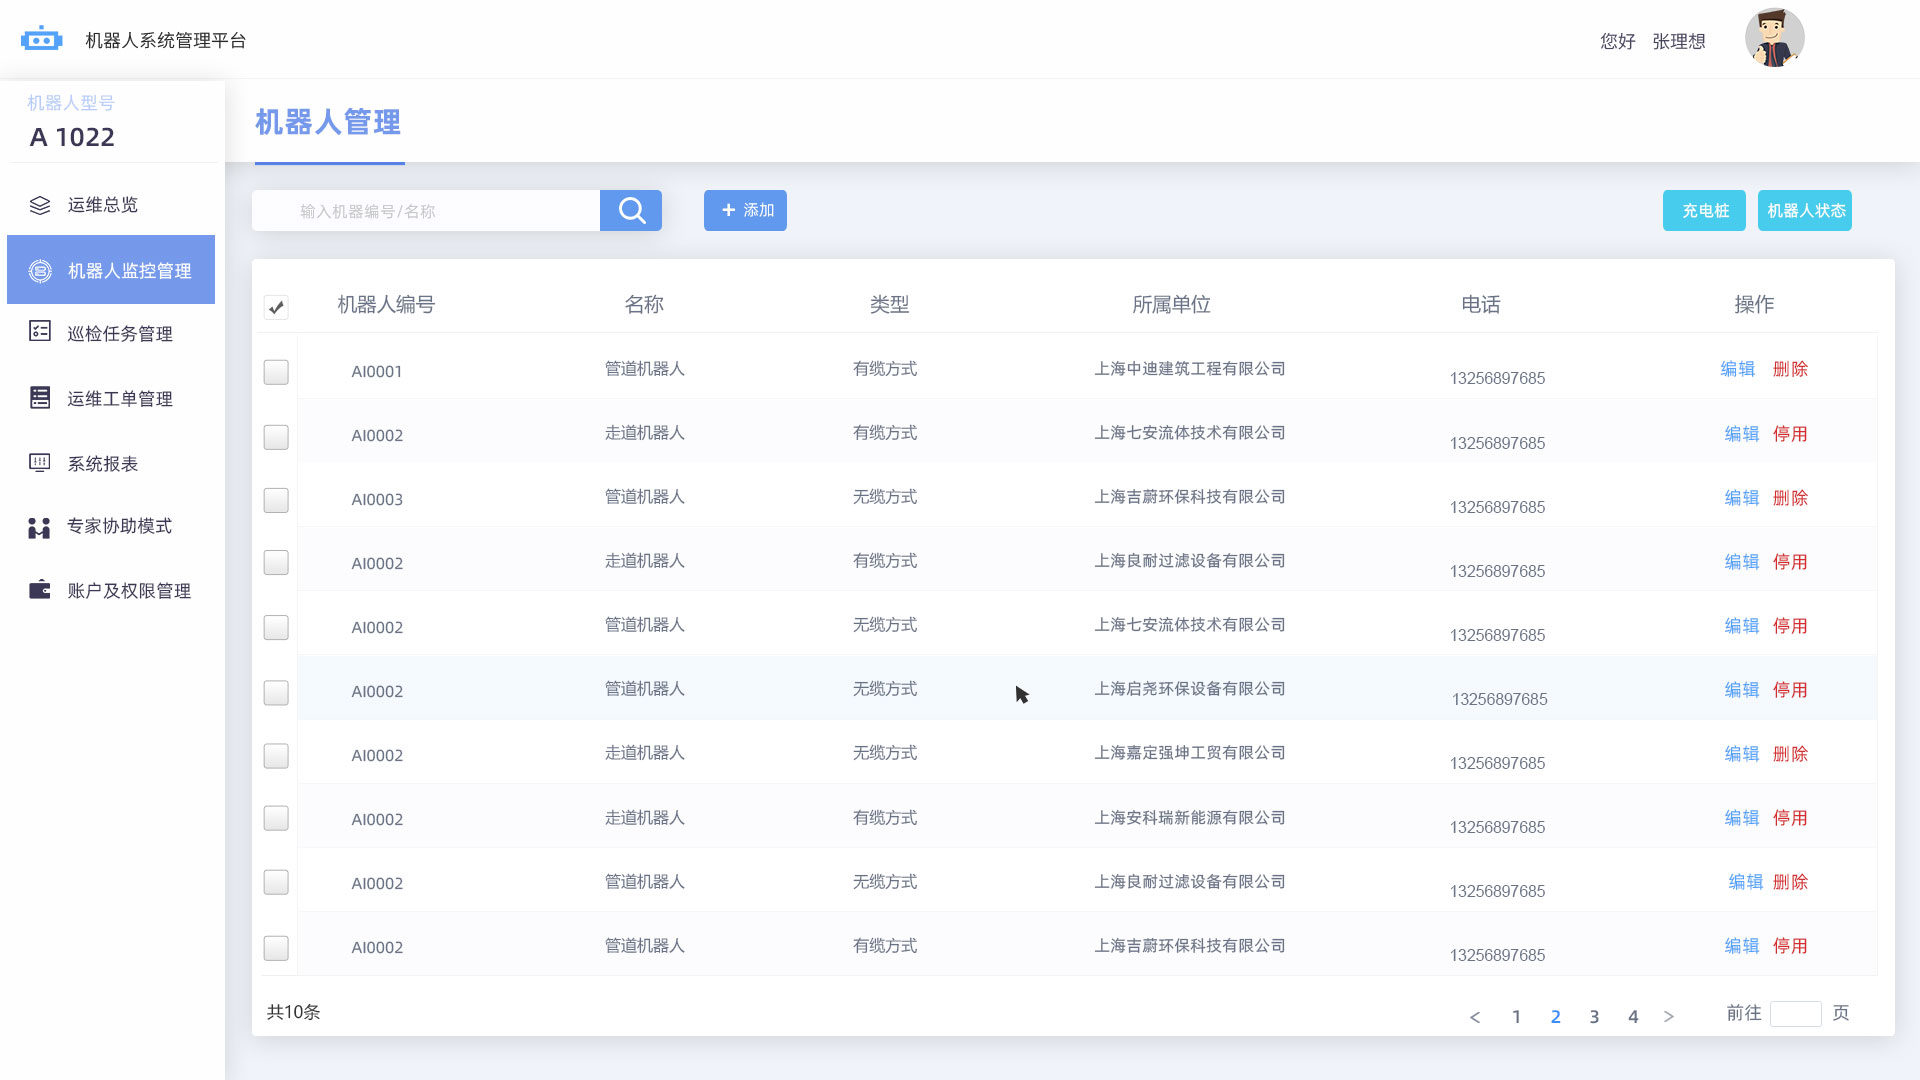 机器人系统管理平台
您好 张理想
机器人型号
A 1022
运维总览
机器人监控管理
巡检任务管理
运维工单管理
系统报表
专家协助模式
账户及权限管理
机器人管理
输入机器编号/名称
+ 添加
充电桩
机器人状态
机器人编号 名称 类型 所属单位 电话 操作
AI0001 管道机器人 有缆方式 上海中迪建筑工程有限公司 13256897685 编辑 删除
AI0002 走道机器人 有缆方式 上海七安流体技术有限公司 13256897685 编辑 停用
AI0003 管道机器人 无缆方式 上海吉蔚环保科技有限公司 13256897685 编辑 删除
AI0002 走道机器人 有缆方式 上海良耐过滤设备有限公司 13256897685 编辑 停用
AI0002 管道机器人 无缆方式 上海七安流体技术有限公司 13256897685 编辑 停用
AI0002 管道机器人 无缆方式 上海启尧环保设备有限公司 13256897685 编辑 停用
AI0002 走道机器人 无缆方式 上海嘉定强坤工贸有限公司 13256897685 编辑 删除
AI0002 走道机器人 有缆方式 上海安科瑞新能源有限公司 13256897685 编辑 停用
AI0002 管道机器人 无缆方式 上海良耐过滤设备有限公司 13256897685 编辑 删除
AI0002 管道机器人 有缆方式 上海吉蔚环保科技有限公司 13256897685 编辑 停用
共10条
< 1 2 3 4 > 前往 页